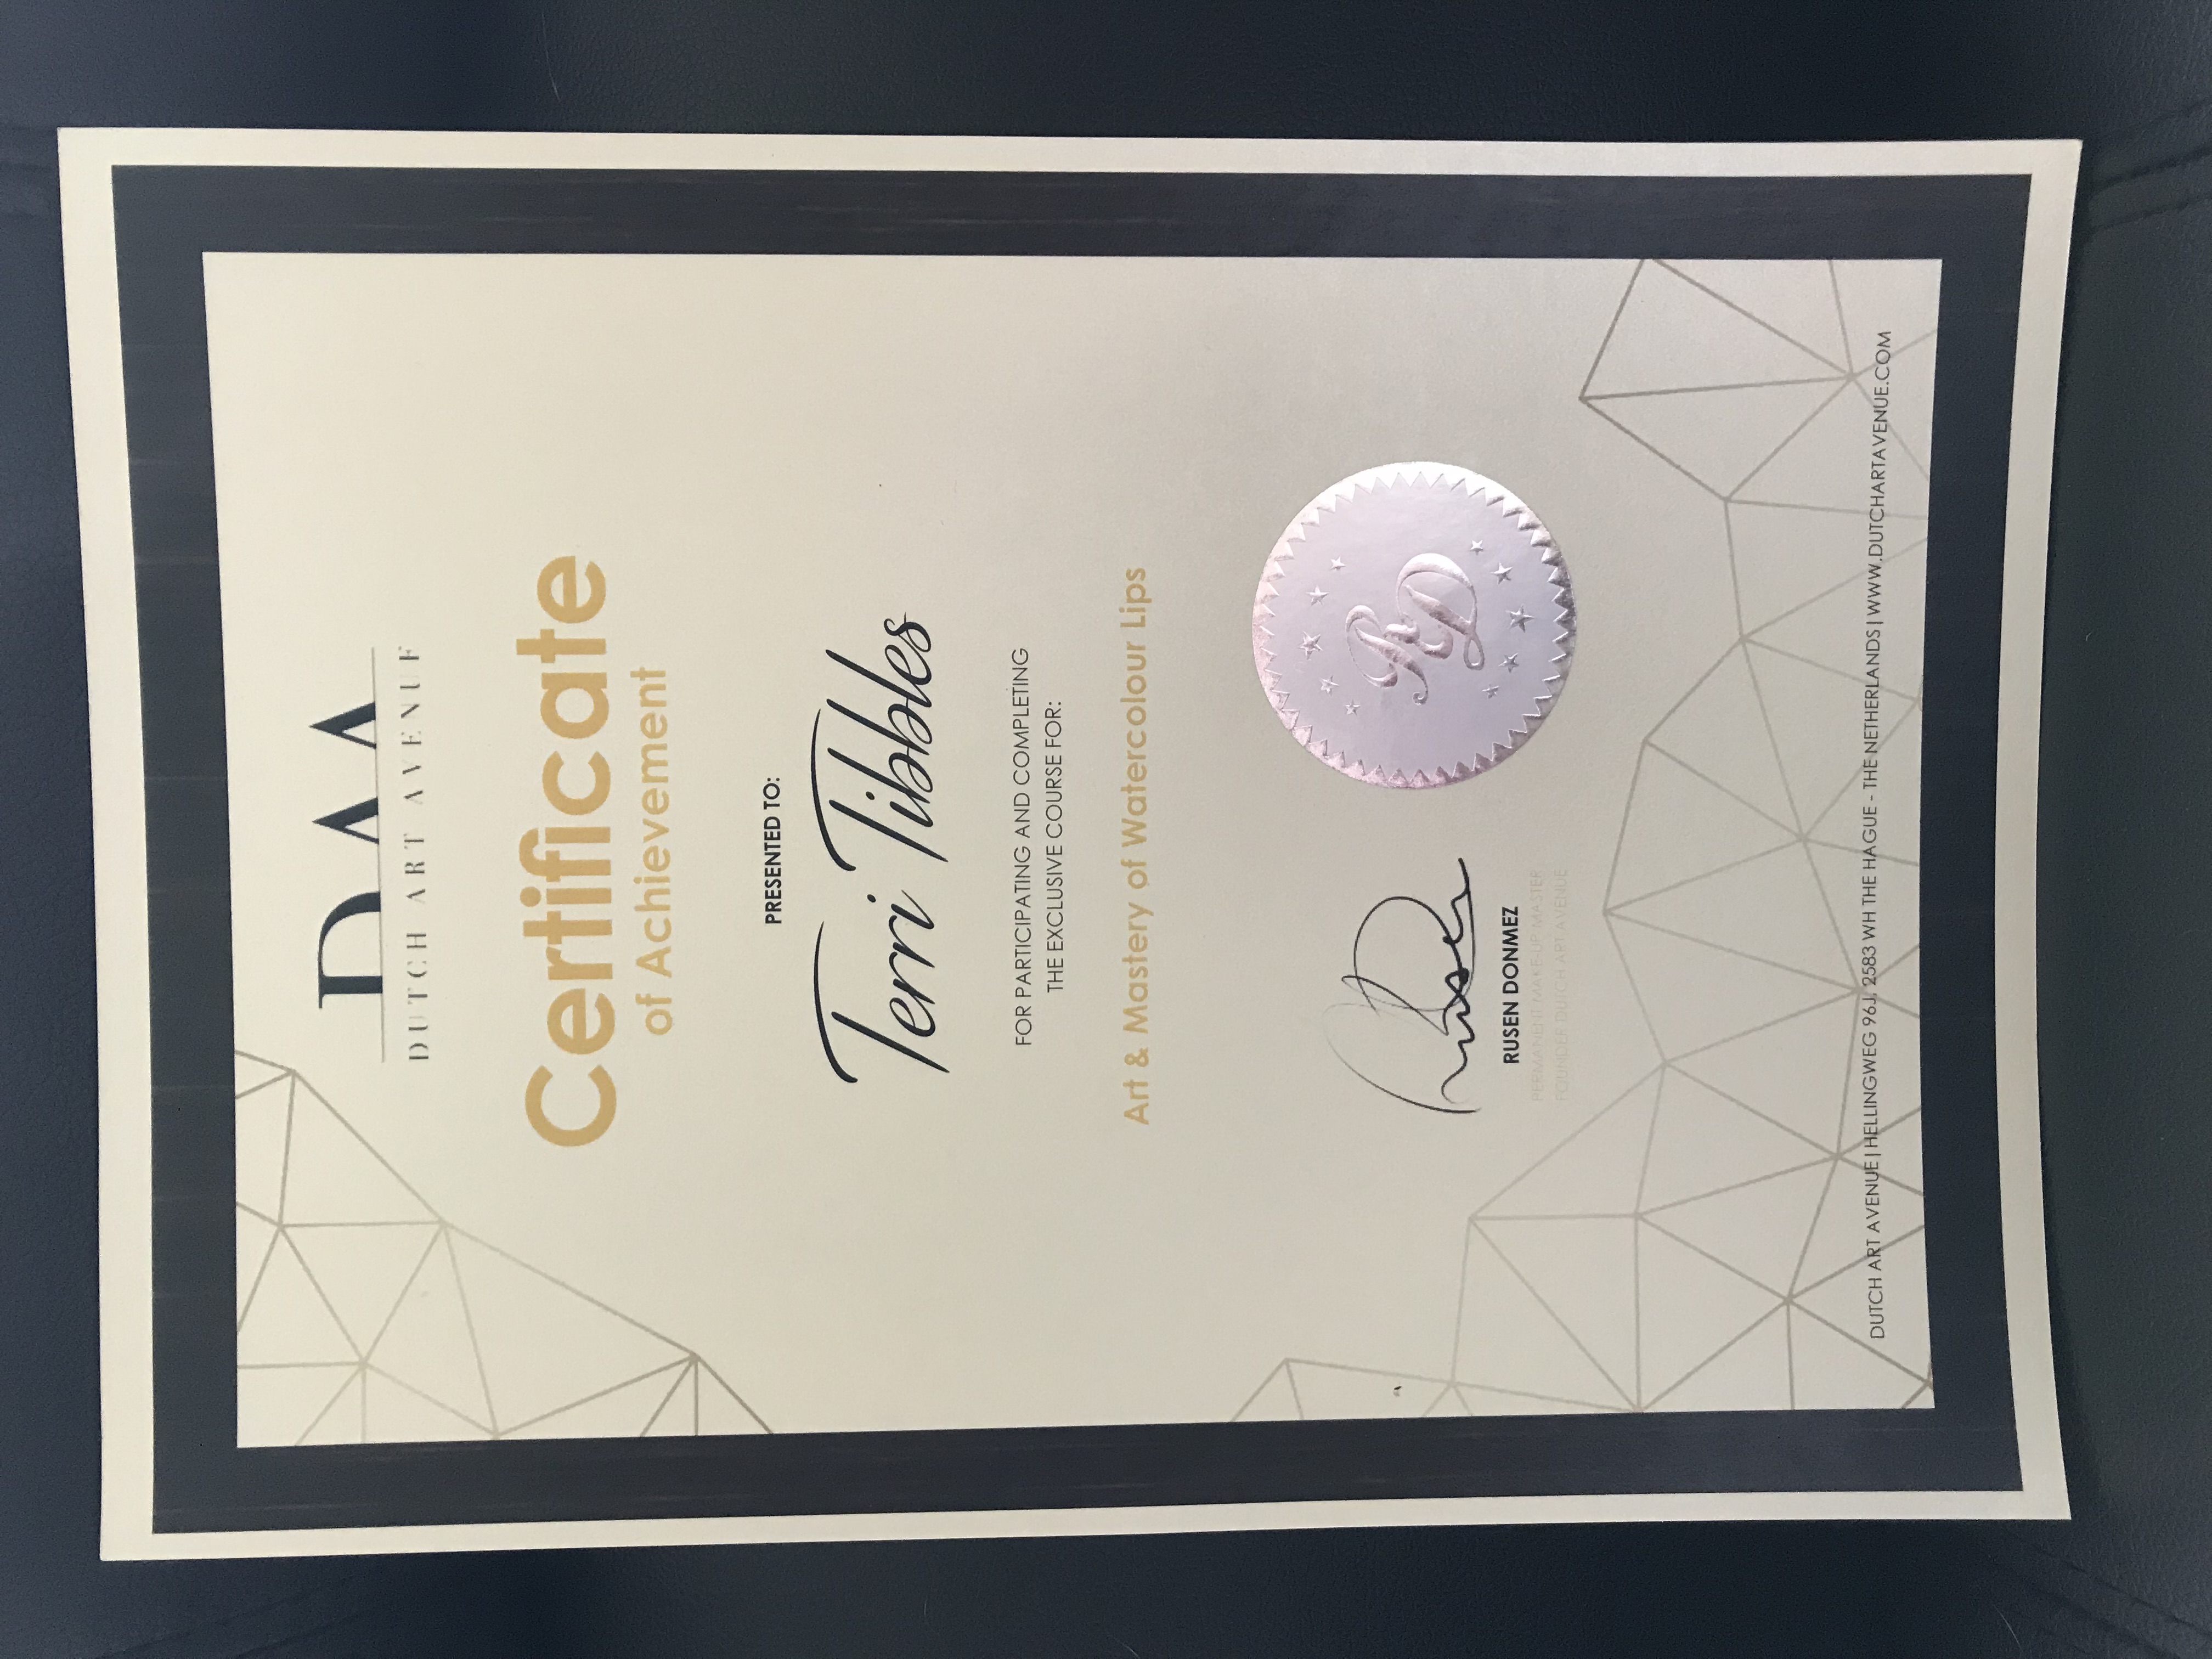 DAA
DUTCH ART AVENUE
Certificate
of Achievement
PRESENTED TO:
Terri Tibbles
FOR PARTICIPATING AND COMPLETING
THE EXCLUSIVE COURSE FOR:
Art & Mastery of Watercolour Lips
Rusen
RD
RUSEN DONMEZ
PERMANENT MAKE-UP MASTER
FOUNDER DUTCH ART AVENUE
DUTCH ART AVENUE | HELLINGWEG 96J, 2583 WH THE HAGUE - THE NETHERLANDS | WWW.DUTCHARTAVENUE.COM